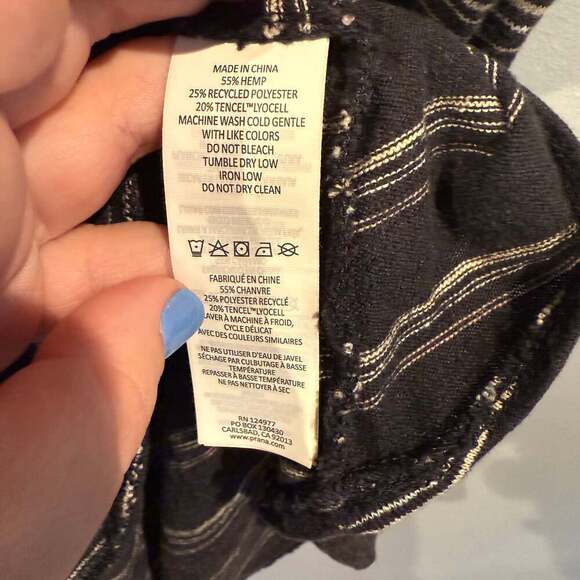 MADE IN CHINA
55% HEMP
25% RECYCLED POLYESTER
20% TENCEL™LYOCELL
MACHINE WASH COLD GENTLE
WITH LIKE COLORS
DO NOT BLEACH
TUMBLE DRY LOW
IRON LOW
DO NOT DRY CLEAN
FABRIQUÉ EN CHINE
55% CHANVRE
25% POLYESTER RECYCLÉ
20% TENCEL™LYOCELL
LAVER À MACHINE À FROID,
CYCLE DÉLICAT
AVEC DES COULEURS SIMILAIRES
NE PAS UTILISER D'EAU DE JAVEL
SÉCHAGE PAR CULBUTAGE À BASSE
TEMPÉRATURE
REPASSER À BASSE TEMPÉRATURE
NE PAS NETTOYER À SEC
RN 124977
PO BOX 130430
CARLSBAD, CA 92013
www.prana.com